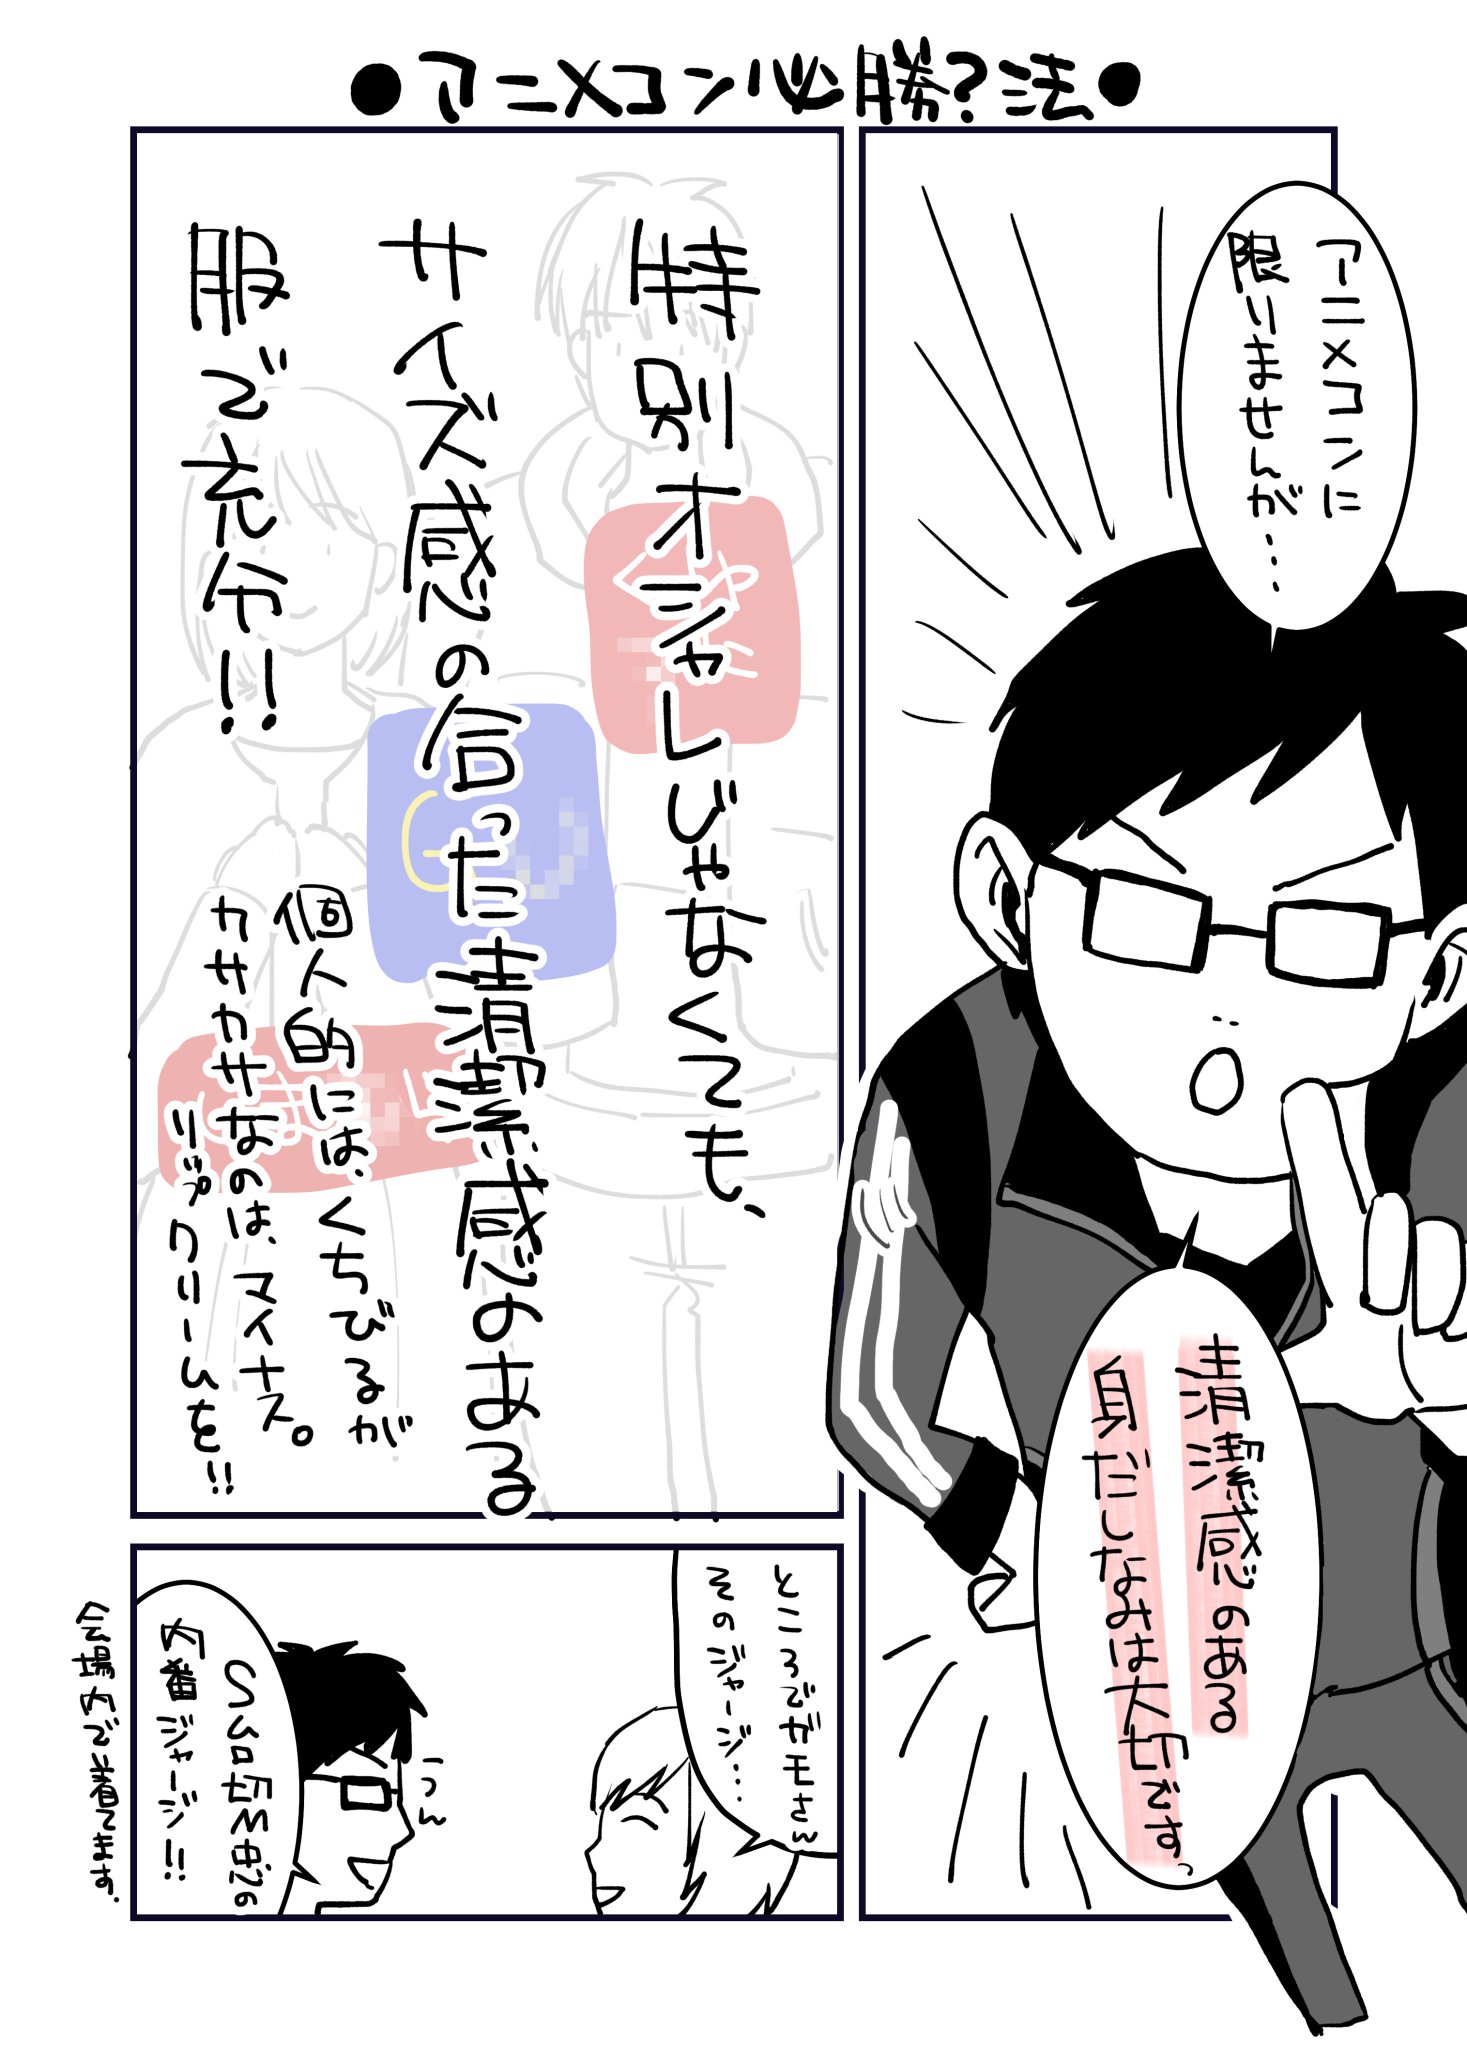 ●アニメコン必勝?法●
アニメコンに
限りませんが…
清潔感のある
身だしなみは大切です。
特別オシャレじゃなくても、
サイズ感の合った清潔感のある
服で充分!!
個人的には、くちびるが
カサカサなのは、マイナス。
リップクリームを!!
ところでガモさん
そのジャージ…
うん
Sムロ切M忠の
内番ジャージ!!
会場内で着てます。